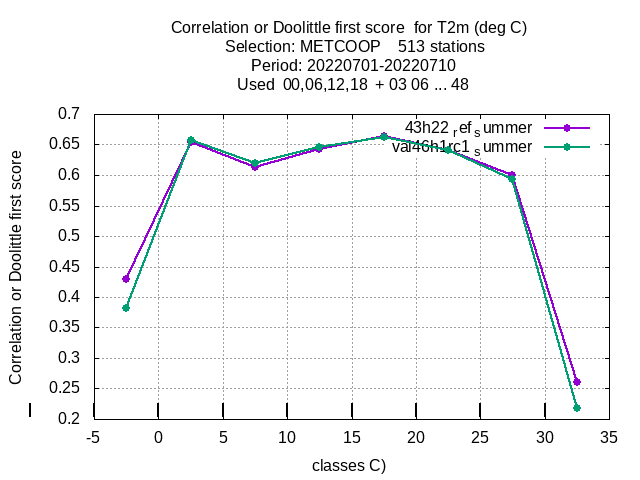 Correlation or Doolittle first score for T2m (deg C)
Selection: METCOOP 513 stations
Period: 20220701-20220710
Used 00,06,12,18 + 03 06 ... 48
43h22 ref summer
val46h1rc1 summer
Correlation or Doolittle first score
0.7
0.65
0.6
0.55
0.5
0.45
0.4
0.35
0.3
0.25
0.2
-5 0 5 10 15 20 25 30 35
classes C)